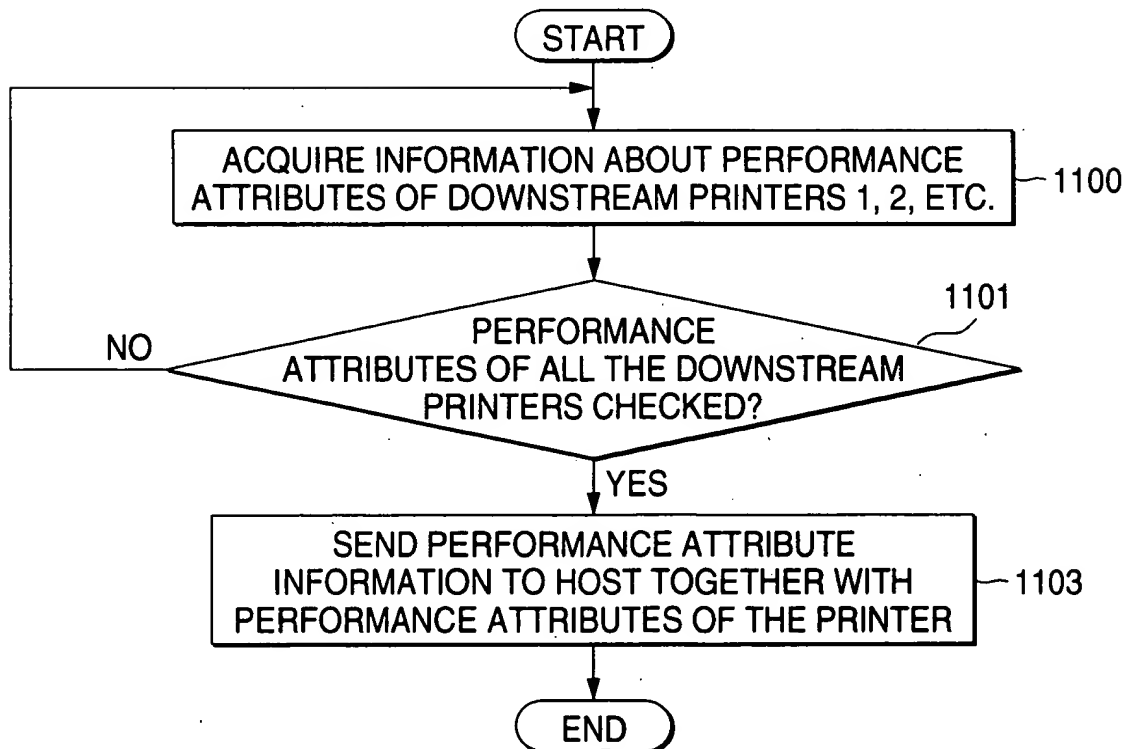 START
ACQUIRE INFORMATION ABOUT PERFORMANCE
ATTRIBUTES OF DOWNSTREAM PRINTERS 1, 2, ETC.
1100
1101
PERFORMANCE
ATTRIBUTES OF ALL THE DOWNSTREAM
PRINTERS CHECKED?
NO
YES
SEND PERFORMANCE ATTRIBUTE
INFORMATION TO HOST TOGETHER WITH
PERFORMANCE ATTRIBUTES OF THE PRINTER
1103
END